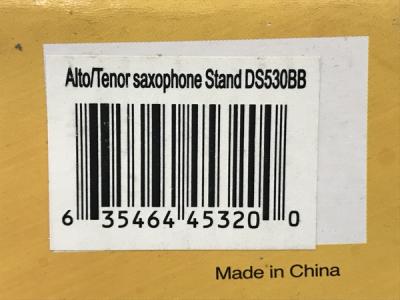 Alto/Tenor saxophone Stand DS530BB
6 35464 45320 0
Made in China